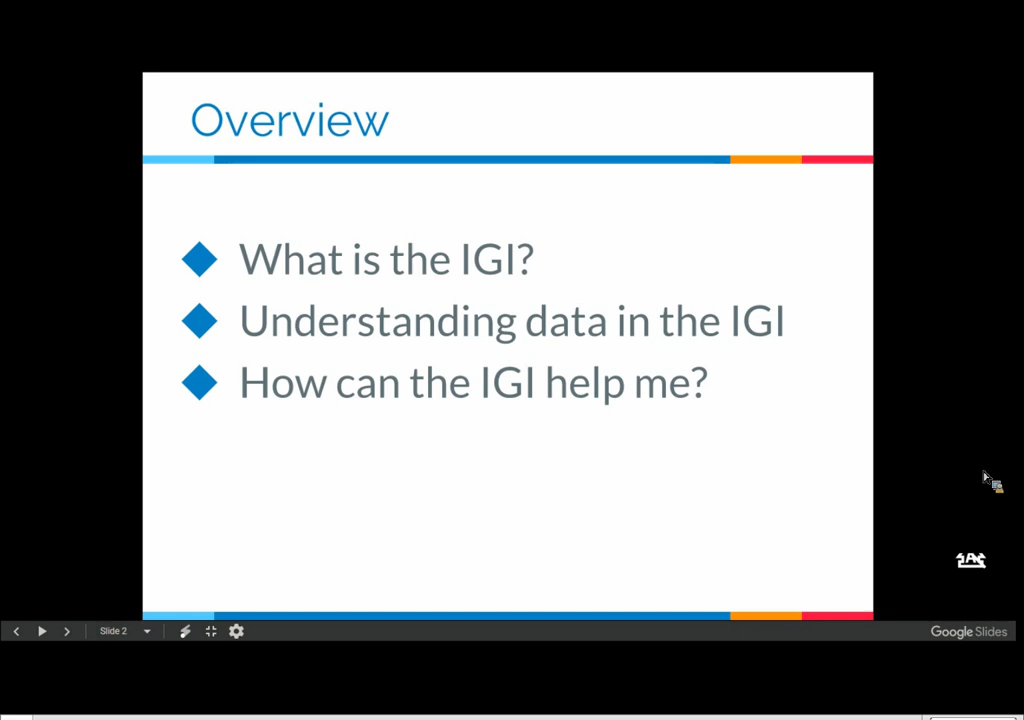 Overview
What is the IGI?
Understanding data in the IGI
How can the IGI help me?
Slide 2
Google Slides